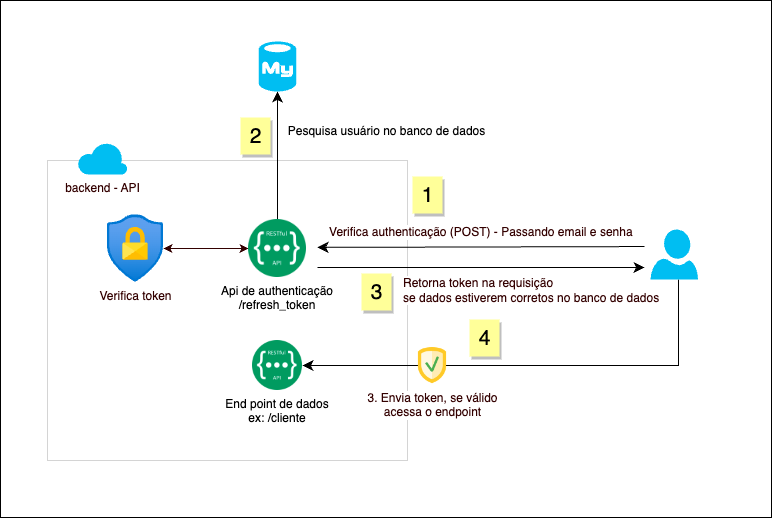 My
2
Pesquisa usuário no banco de dados
backend - API
1
Verifica authenticação (POST) - Passando email e senha
RESTful
{•••}
API
Verifica token
Api de autenticação
/refresh_token
3
Retorna token na requisição
se dados estiverem corretos no banco de dados
4
RESTful
{•••}
API
End point de dados
ex: /cliente
3. Envia token, se válido
acessa o endpoint